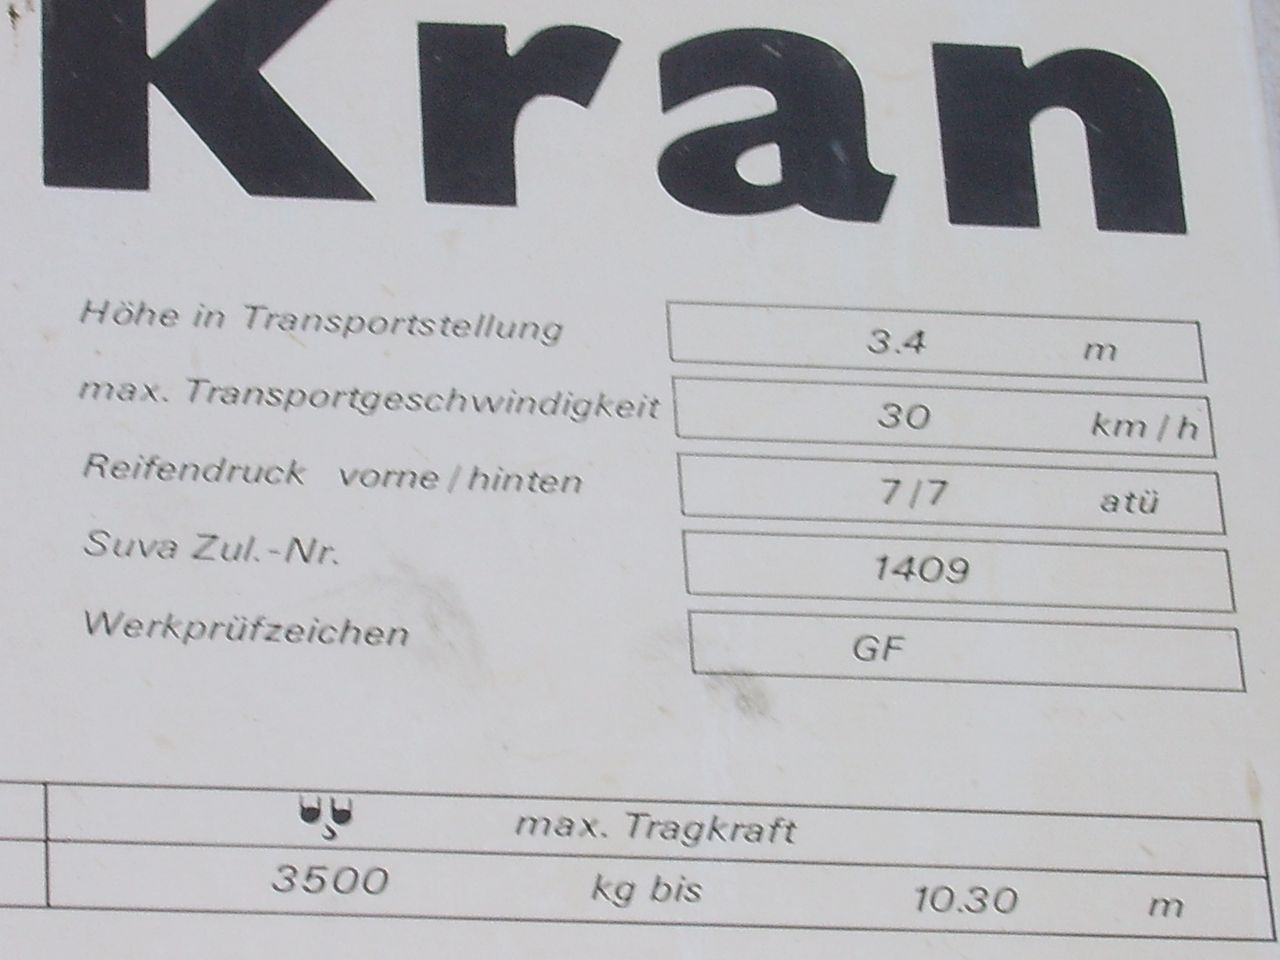 Kran
Höhe in Transportstellung 3.4 m
max. Transportgeschwindigkeit 30 km/h
Reifendruck vorne/hinten 7/7 atü
Suva Zul.-Nr. 1409
Werkprüfzeichen GF
max. Tragkraft
3500 kg bis 10.30 m